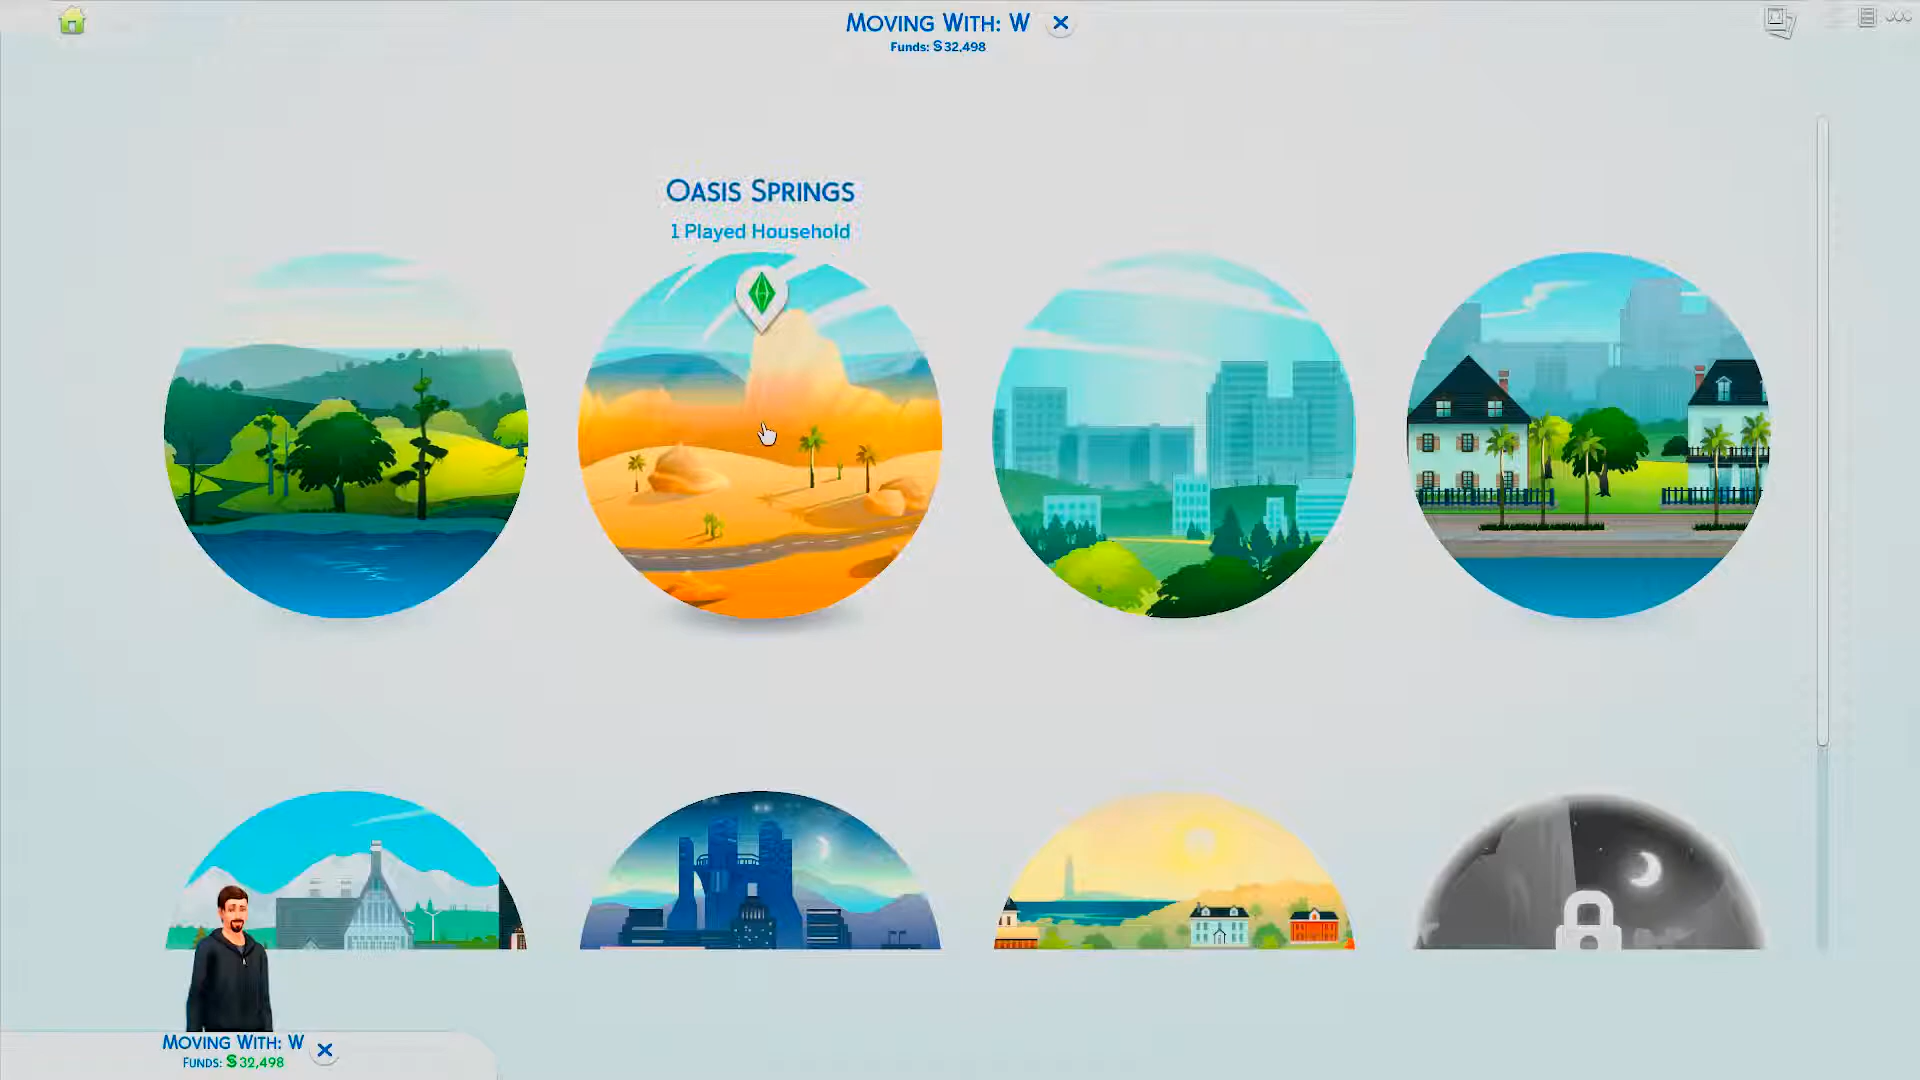 Moving With: W
Funds: §32,498
Oasis Springs
1 Played Household
Moving With: W
Funds: §32,498